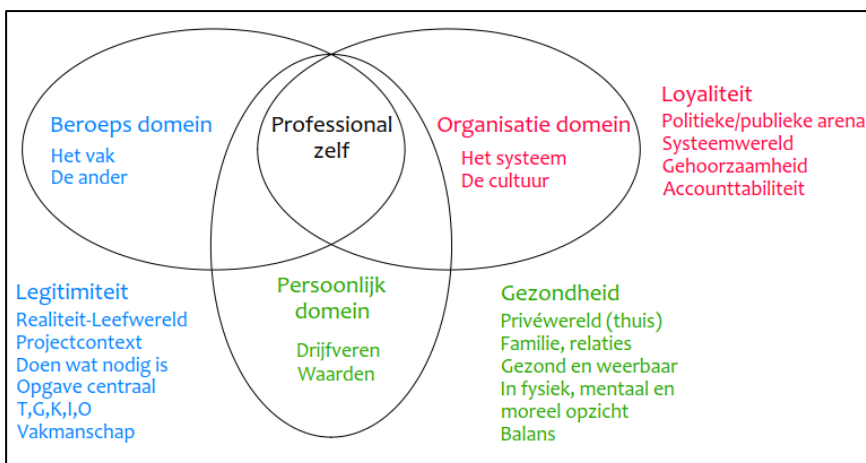 Beroeps domein
Het vak
De ander
Professional
zelf
Organisatie domein
Het systeem
De cultuur
Loyaliteit
Politieke/publieke arena
Systeemwereld
Gehoorzaamheid
Accounttabiliteit
Legitimiteit
Realiteit-Leefwereld
Projectcontext
Doen wat nodig is
Opgave centraal
T,G,K,I,O
Vakmanschap
Persoonlijk
domein
Drijfveren
Waarden
Gezondheid
Privéwereld (thuis)
Familie, relaties
Gezond en weerbaar
In fysiek, mentaal en
moreel opzicht
Balans